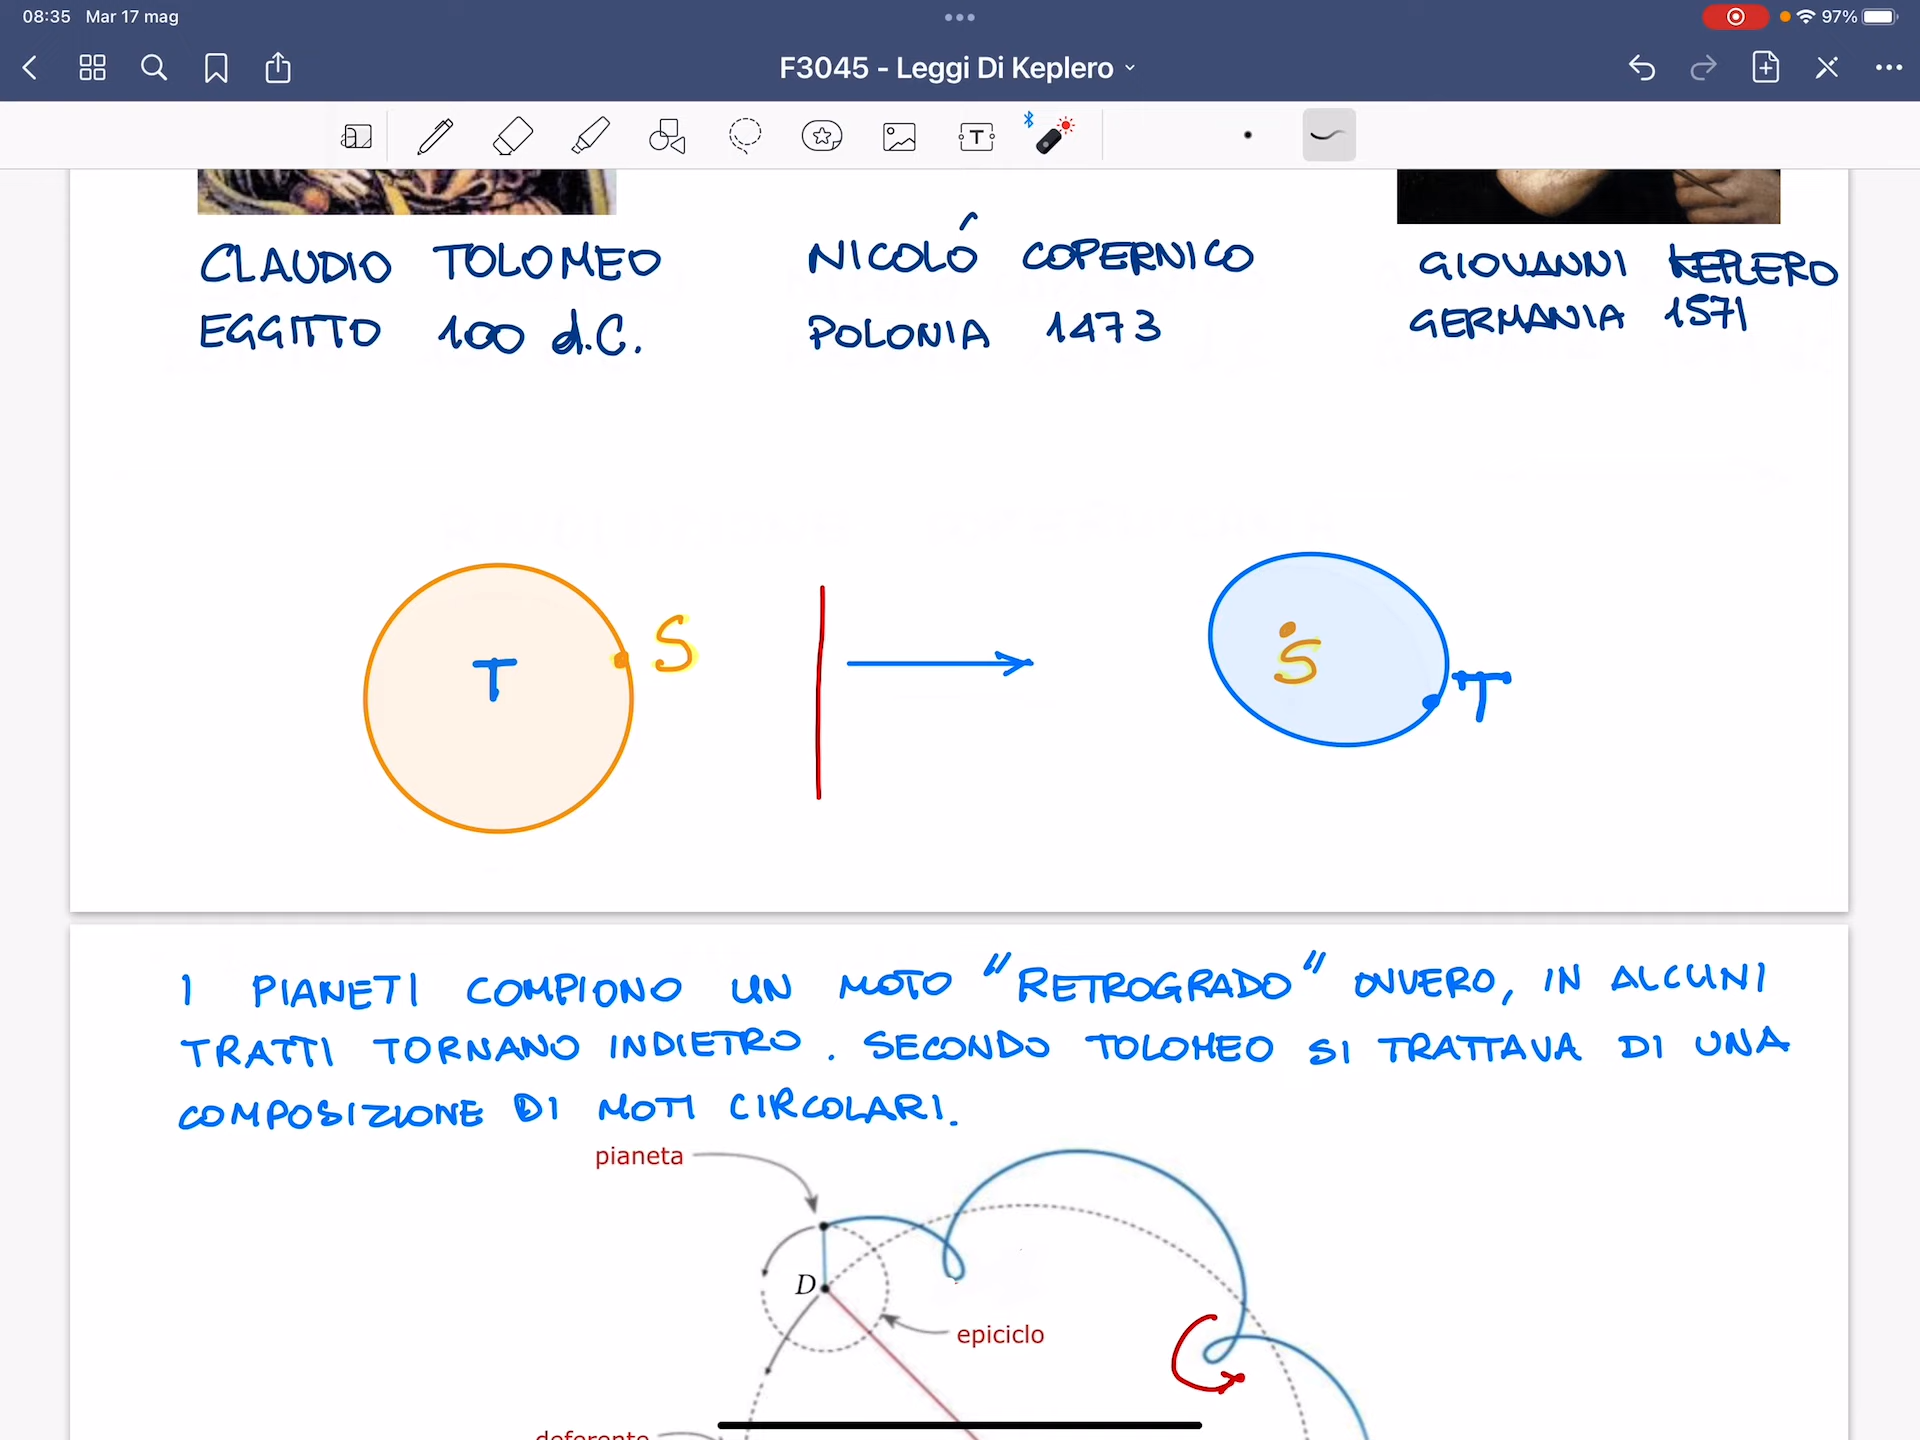 08:35 Mar 17 mag
97%
F3045 - Leggi Di Keplero
CLAUDIO TOLOMEO
EGGITTO 100 d.C.
NICOLÓ COPERNICO
POLONIA 1473
GIOVANNI KEPLERO
GERMANIA 1571
T
S
S
T
I PIANETI COMPIONO UN MOTO "RETROGRADO" OVVERO, IN ALCUNI
TRATTI TORNANO INDIETRO. SECONDO TOLOMEO SI TRATTAVA DI UNA
COMPOSIZIONE DI MOTI CIRCOLARI.
pianeta
D
epiciclo
deferente